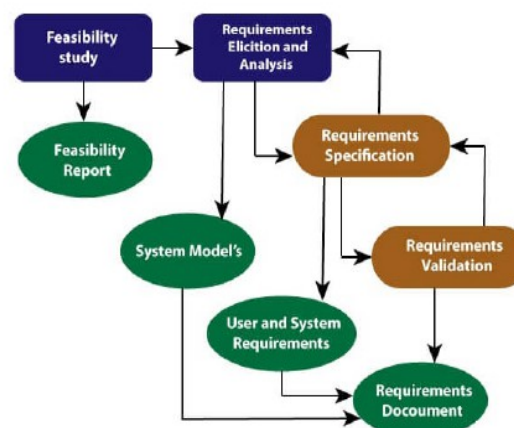 Feasibility
study
Requirements
Elicition and
Analysis
Requirements
Specification
Feasibility
Report
Requirements
Validation
System Model's
User and System
Requirements
Requirements
Docoument